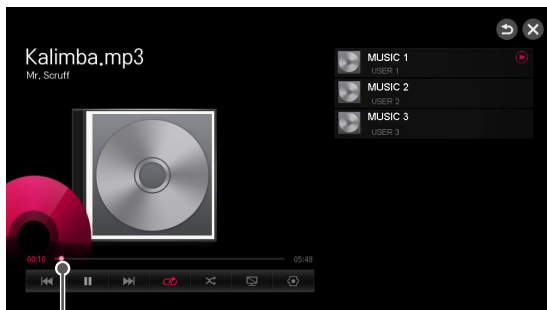 Kalimba.mp3
Mr. Scruff
MUSIC 1
USER 1
MUSIC 2
USER 2
MUSIC 3
USER 3
00:10 05:48